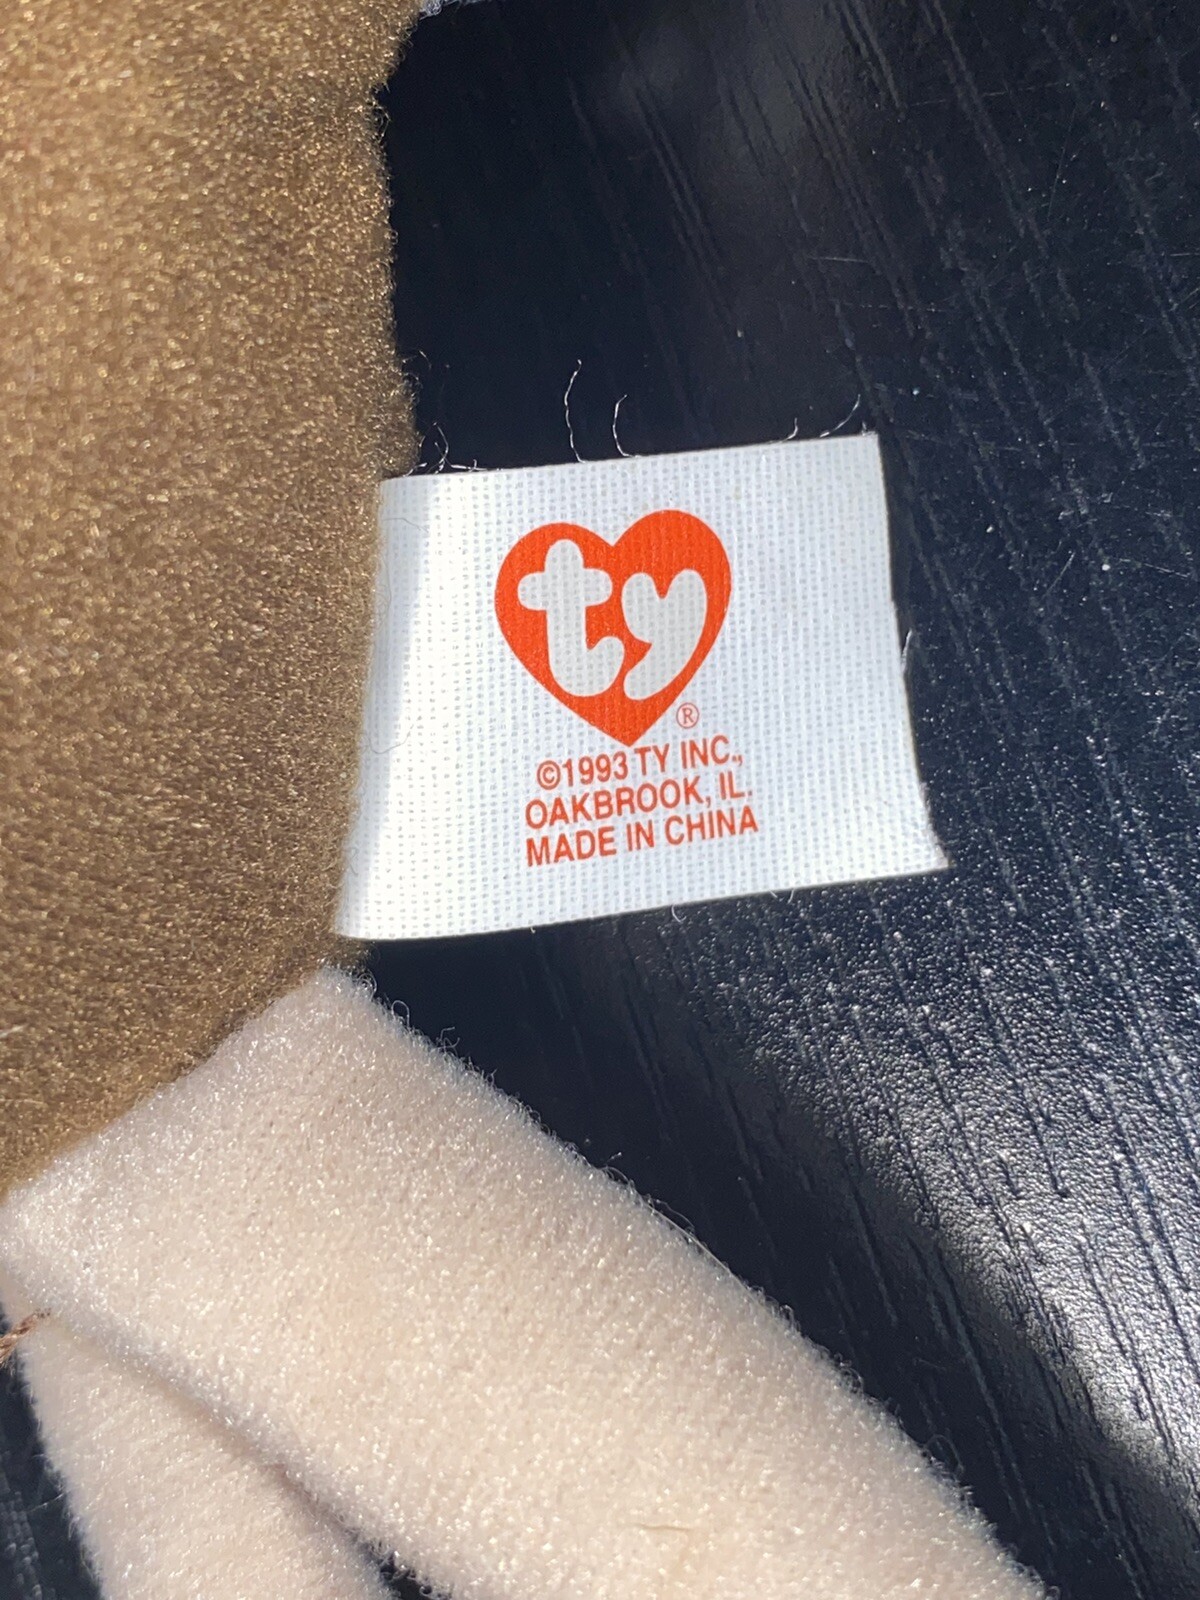 ty
®
©1993 TY INC.,
OAKBROOK, IL.
MADE IN CHINA